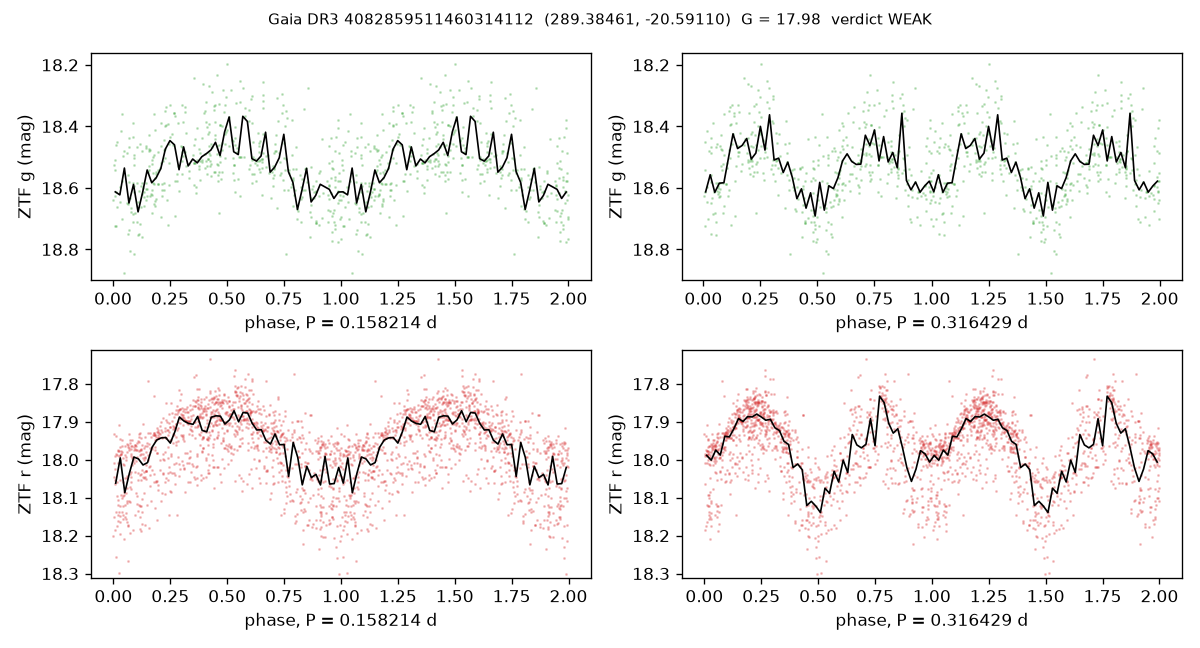 Gaia DR3 4082859511460314112 (289.38461, -20.59110) G = 17.98 verdict WEAK
ZTF g (mag)
18.2
18.4
18.6
18.8
0.00 0.25 0.50 0.75 1.00 1.25 1.50 1.75 2.00
phase, P = 0.158214 d
ZTF g (mag)
18.2
18.4
18.6
18.8
0.00 0.25 0.50 0.75 1.00 1.25 1.50 1.75 2.00
phase, P = 0.316429 d
ZTF r (mag)
17.8
17.9
18.0
18.1
18.2
18.3
0.00 0.25 0.50 0.75 1.00 1.25 1.50 1.75 2.00
phase, P = 0.158214 d
ZTF r (mag)
17.8
17.9
18.0
18.1
18.2
18.3
0.00 0.25 0.50 0.75 1.00 1.25 1.50 1.75 2.00
phase, P = 0.316429 d